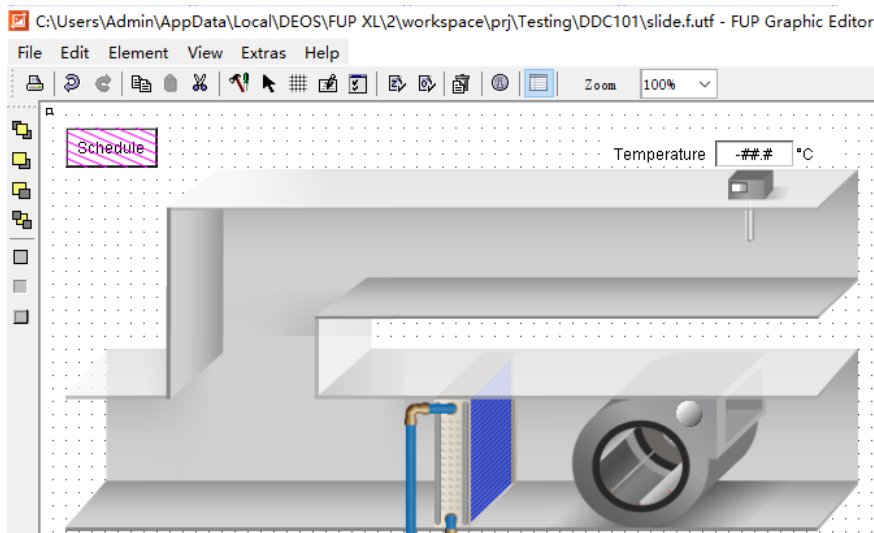 C:\Users\Admin\AppData\Local\DEOS\FUP XL\2\workspace\prj\Testing\DDC101\slide.f.utf - FUP Graphic Editor
File Edit Element View Extras Help
Zoom 100%
Schedule
Temperature -##.# °C